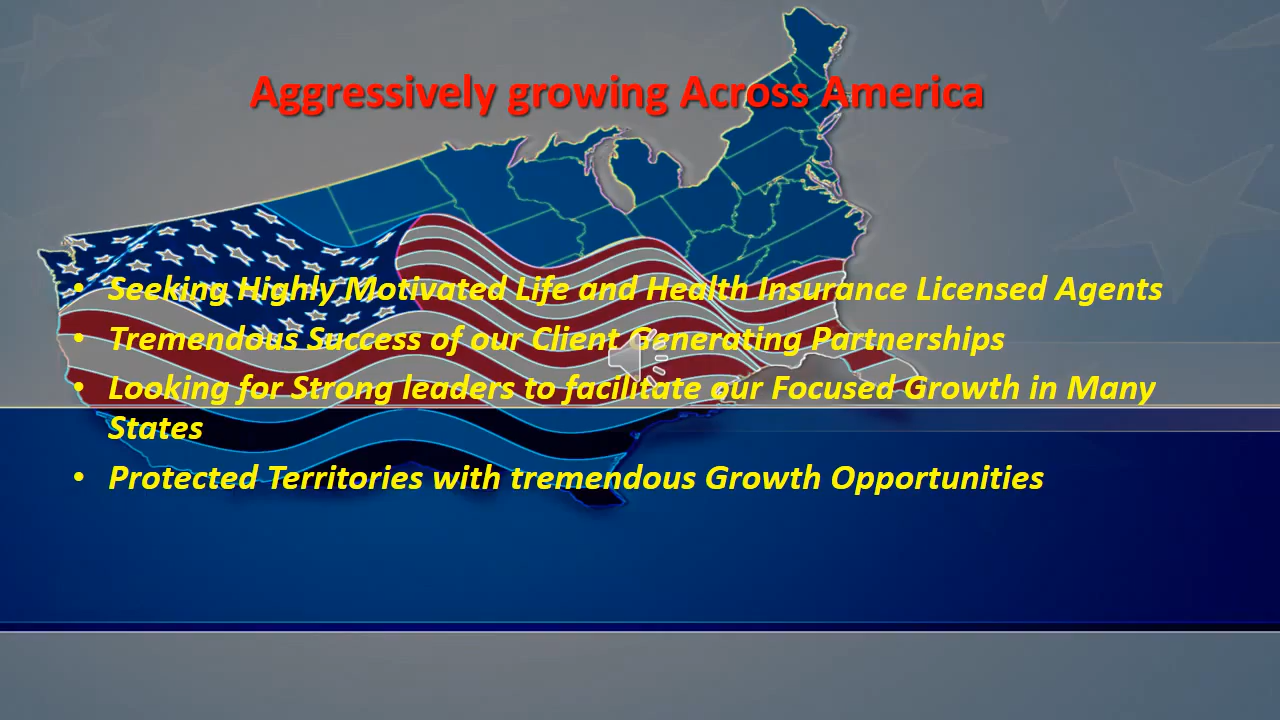 Aggressively growing Across America
• Seeking Highly Motivated Life and Health Insurance Licensed Agents
• Tremendous Success of our Client Generating Partnerships
• Looking for Strong leaders to facilitate our Focused Growth in Many
States
• Protected Territories with tremendous Growth Opportunities